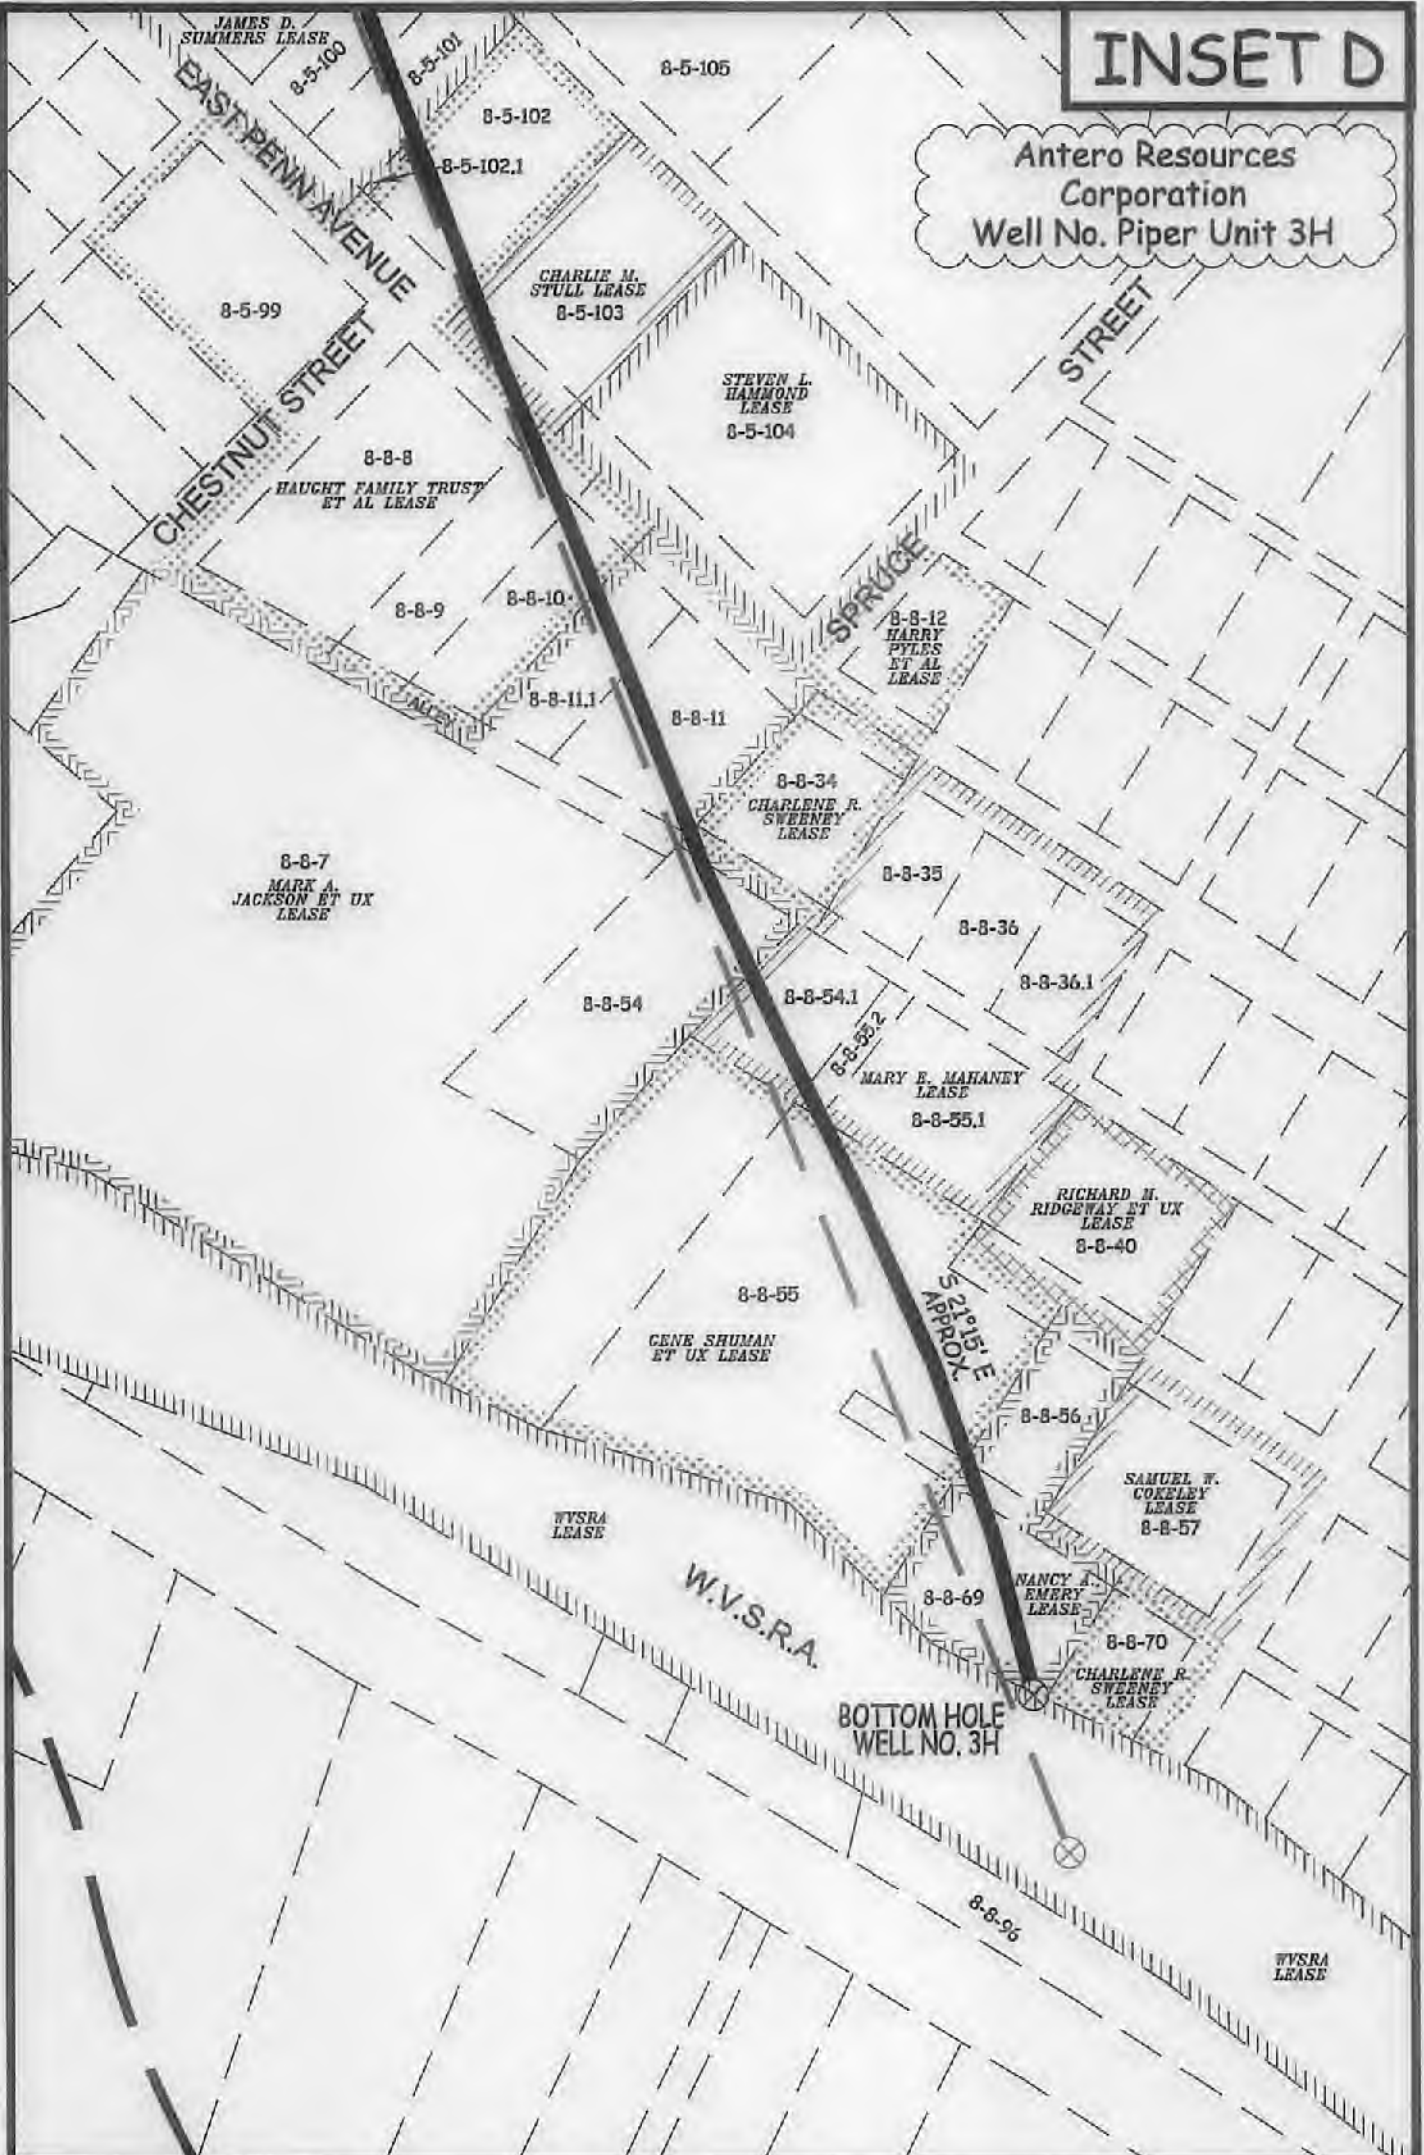 INSET D
Antero Resources
Corporation
Well No. Piper Unit 3H
JAMES D.
SUMMERS LEASE
8-5-100
8-5-101
8-5-105
8-5-102
8-5-102.1
EAST PENN AVENUE
8-5-99
CHARLIE M.
STULL LEASE
8-5-103
STREET
CHESTNUT STREET
STEVEN L.
HAMMOND
LEASE
8-5-104
8-8-8
HAUGHT FAMILY TRUST
ET AL LEASE
SPRUCE
8-8-9
8-8-10
8-8-12
HARRY
PYLES
ET AL
LEASE
8-8-11.1
ALLEY
8-8-11
8-8-34
CHARLENE R.
SWEENEY
LEASE
8-8-7
MARK A.
JACKSON ET UX
LEASE
8-8-35
8-8-36
8-8-36.1
8-8-54
8-8-54.1
8-8-55.2
MARY E. MAHANEY
LEASE
8-8-55.1
RICHARD M.
RIDGEWAY ET UX
LEASE
8-8-40
8-8-55
GENE SHUMAN
ET UX LEASE
S 21°15' E
APPROX.
8-8-56
SAMUEL W.
COKELEY
LEASE
8-8-57
WVSRA
LEASE
W.V.S.R.A.
8-8-69
NANCY A.
EMERY
LEASE
8-8-70
CHARLENE R.
SWEENEY
LEASE
BOTTOM HOLE
WELL NO. 3H
8-8-96
WVSRA
LEASE